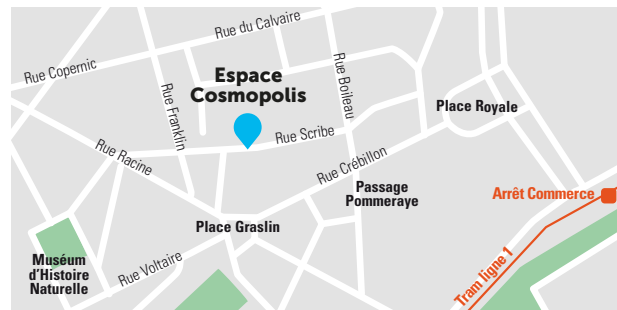 Rue du Calvaire
Rue Copernic
Espace
Cosmopolis
Rue Franklin
Rue Boileau
Place Royale
Rue Scribe
Rue Racine
Rue Crébillon
Passage
Pommeraye
Arrêt Commerce
Place Graslin
Muséum
d'Histoire
Naturelle
Rue Voltaire
Tram ligne 1